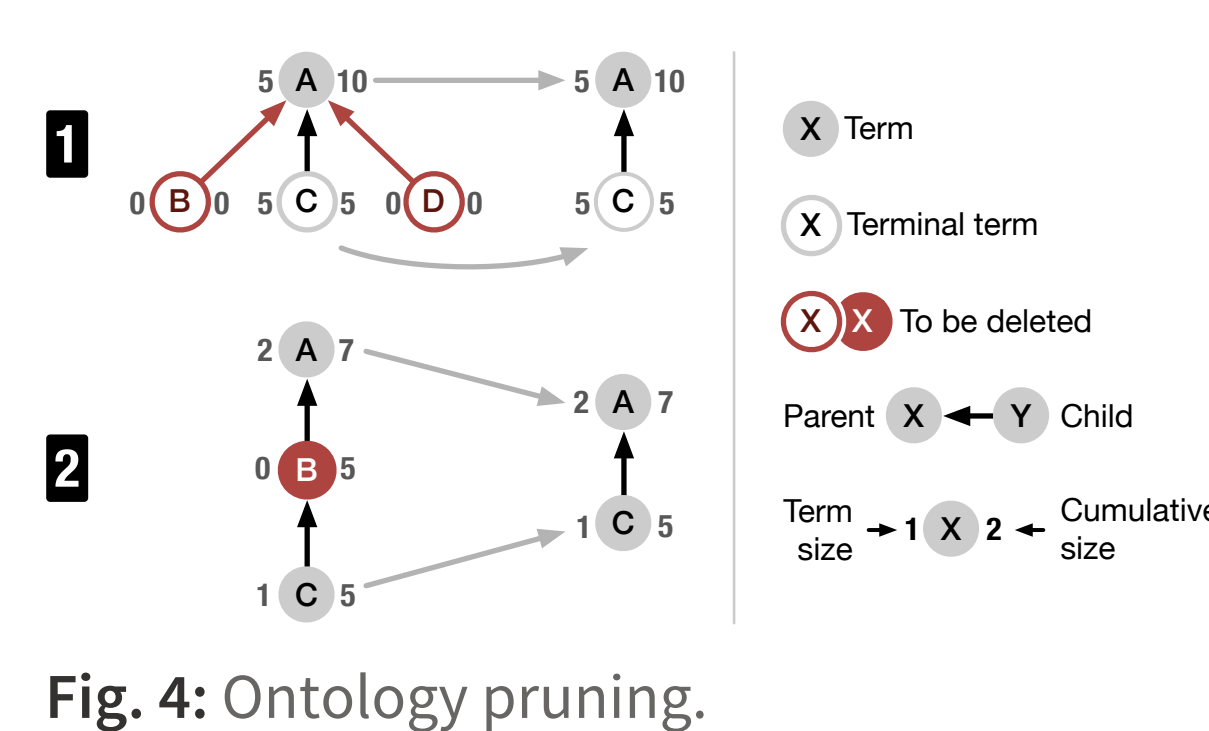 1
5 A 10
5 A 10
0 B 0
5 C 5
0 D 0
5 C 5
2
2 A 7
2 A 7
0 B 5
1 C 5
1 C 5
X Term
X Terminal term
X X To be deleted
Parent X Y Child
Term size 1 X 2 Cumulative size
Fig. 4: Ontology pruning.